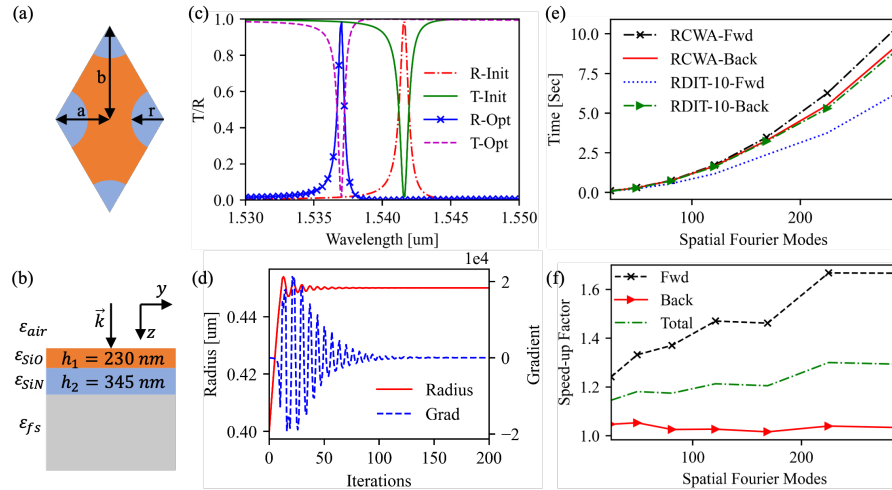 (a)
b
a
r
(b)
y
k⃗
z
ε_air
ε_SiO
h₁ = 230 nm
ε_SiN
h₂ = 345 nm
ε_fs
(c)
1.0
0.8
0.6
0.4
0.2
0.0
T/R
R-Init
T-Init
R-Opt
T-Opt
1.530
1.535
1.540
1.545
1.550
Wavelength [um]
(d)
1e4
0.44
0.42
0.40
Radius [um]
2
0
−2
Gradient
Radius
Grad
0
50
100
150
200
Iterations
(e)
10.0
7.5
5.0
2.5
0.0
Time [Sec]
RCWA-Fwd
RCWA-Back
RDIT-10-Fwd
RDIT-10-Back
100
200
Spatial Fourier Modes
(f)
1.6
1.4
1.2
1.0
Speed-up Factor
Fwd
Back
Total
100
200
Spatial Fourier Modes